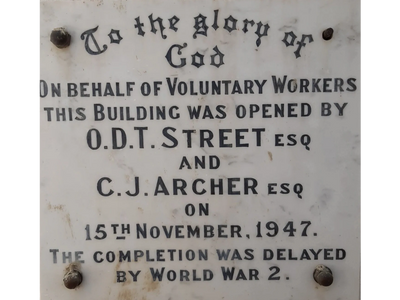 To the glory of
God
ON BEHALF OF VOLUNTARY WORKERS
THIS BUILDING WAS OPENED BY
O.D.T. STREET ESQ
AND
C.J. ARCHER ESQ
ON
15TH NOVEMBER, 1947.
THE COMPLETION WAS DELAYED
BY WORLD WAR 2.